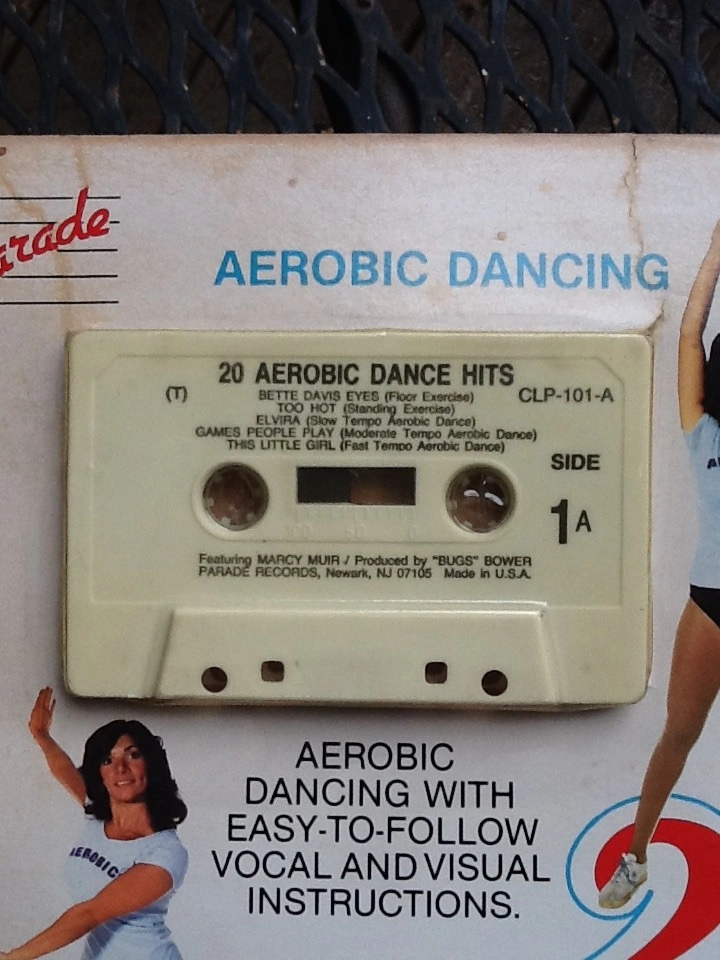 AEROBIC DANCING
20 AEROBIC DANCE HITS
(T)
BETTE DAVIS EYES (Floor Exercise)
CLP-101-A
TOO HOT (Standing Exercise)
ELVIRA (Slow Tempo Aerobic Dance)
GAMES PEOPLE PLAY (Moderate Tempo Aerobic Dance)
THIS LITTLE GIRL (Fast Tempo Aerobic Dance)
SIDE
1A
Featuring MARCY MUIR / Produced by "BUGS" BOWER
PARADE RECORDS, Newark, NJ 07105 Made in U.S.A.
AEROBIC
DANCING WITH
EASY-TO-FOLLOW
VOCAL AND VISUAL
INSTRUCTIONS.
AEROBIC